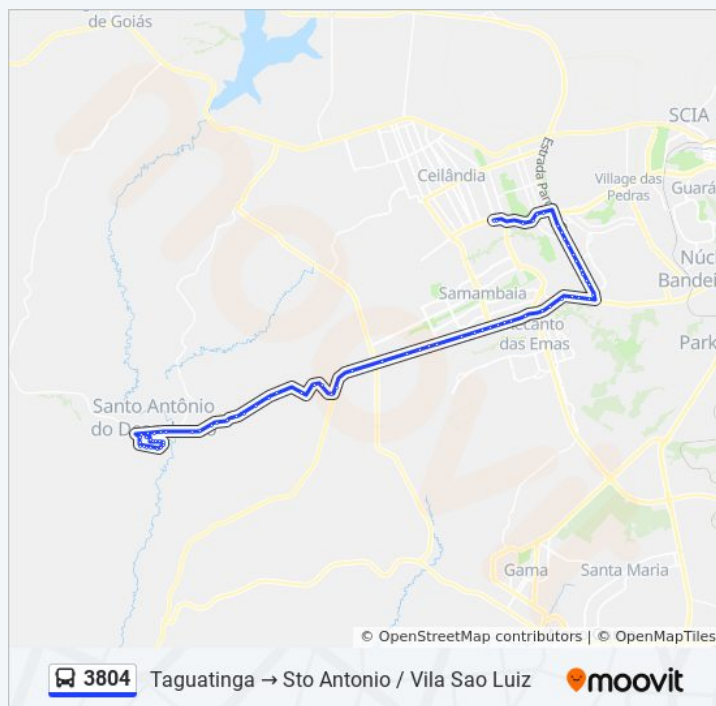 de Goiás
SCIA
Estrada Par
Ceilândia
Village das
Pedras
Guará
Núc
Bandei
Samambaia
Recanto
das Emas
Park
Santo Antônio
Gama
Santa Maria
© OpenStreetMap contributors | © OpenMapTiles
3804 Taguatinga → Sto Antonio / Vila Sao Luiz moovit